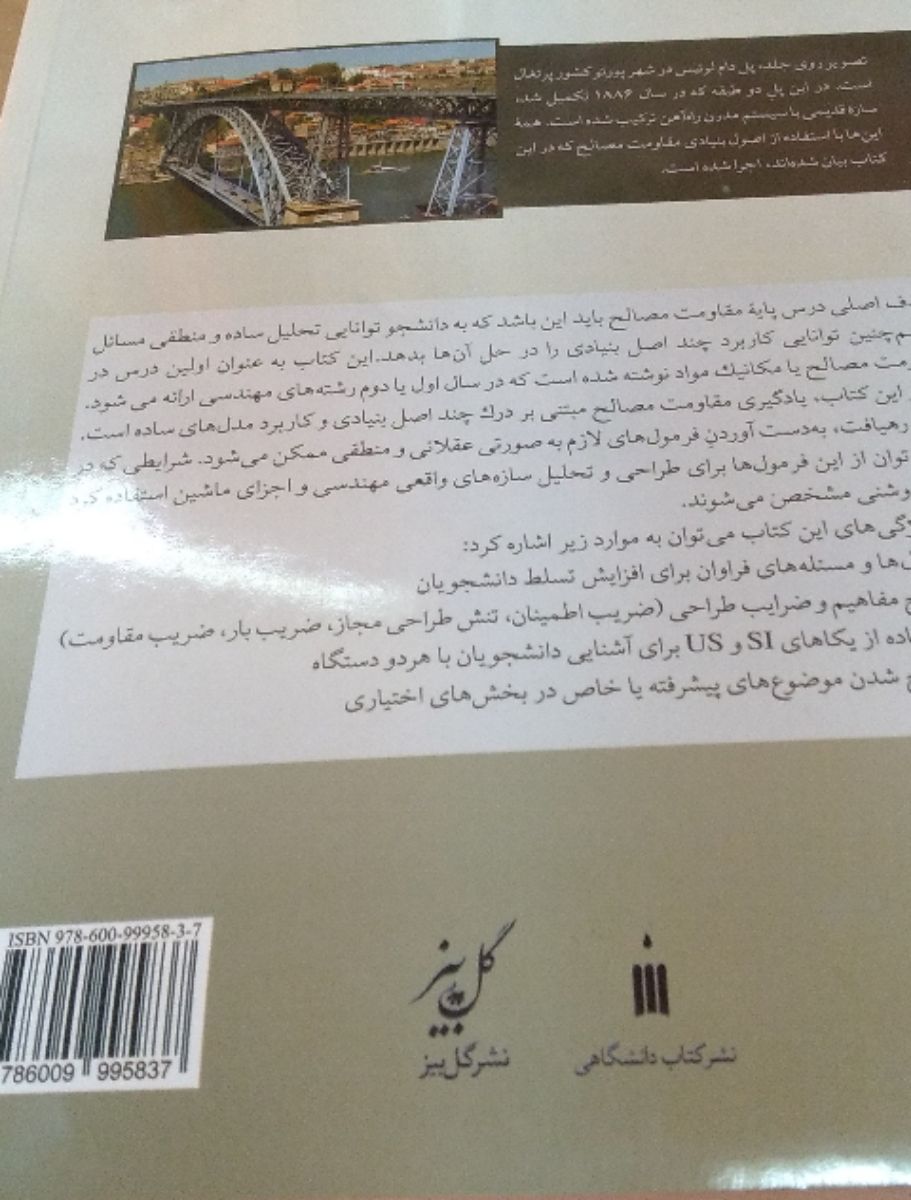 تصویر روی جلد، پل دام لوئیس در شهر پورتو کشور پرتغال
است. در این پل دو طبقه که در سال ۱۸۸۶ تکمیل شد،
سازهٔ قدیمی با سیستم مدرن راه‌آهن ترکیب شده است. همهٔ
این‌ها با استفاده از اصول بنیادی مقاومت مصالح که در این
کتاب بیان شده‌اند، اجرا شده است.
ف اصلی درس پایهٔ مقاومت مصالح باید این باشد که به دانشجو توانایی تحلیل ساده و منطقی مسائل
م‌چنین توانایی کاربرد چند اصل بنیادی را در حل آن‌ها بدهد.این کتاب به عنوان اولین درس در
ومت مصالح یا مکانیک مواد نوشته شده است که در سال اول یا دوم رشته‌های مهندسی ارائه می شود.
این کتاب، یادگیری مقاومت مصالح مبتنی بر درك چند اصل بنیادی و کاربرد مدل‌های ساده است.
رهیافت، به‌دست آوردنِ فرمول‌های لازم به صورتی عقلانی و منطقی ممکن می‌شود. شرایطی که در
توان از این فرمول‌ها برای طراحی و تحلیل سازه‌های واقعی مهندسی و اجزای ماشین استفاده کرد
وشنی مشخص می‌شوند.
ژگی‌های این کتاب می‌توان به موارد زیر اشاره کرد:
ل‌ها و مسئله‌های فراوان برای افزایش تسلط دانشجویان
ح مفاهیم و ضرایب طراحی (ضریب اطمینان، تنش طراحی مجاز، ضریب بار، ضریب مقاومت)
اده از یکاهای SI و US برای آشنایی دانشجویان با هر دو دستگاه
ح شدن موضوع‌های پیشرفته یا خاص در بخش‌های اختیاری
ISBN 978-600-99958-3-7
786009 995837
گل بیز
نشر گل بیز
نشر کتاب دانشگاهی